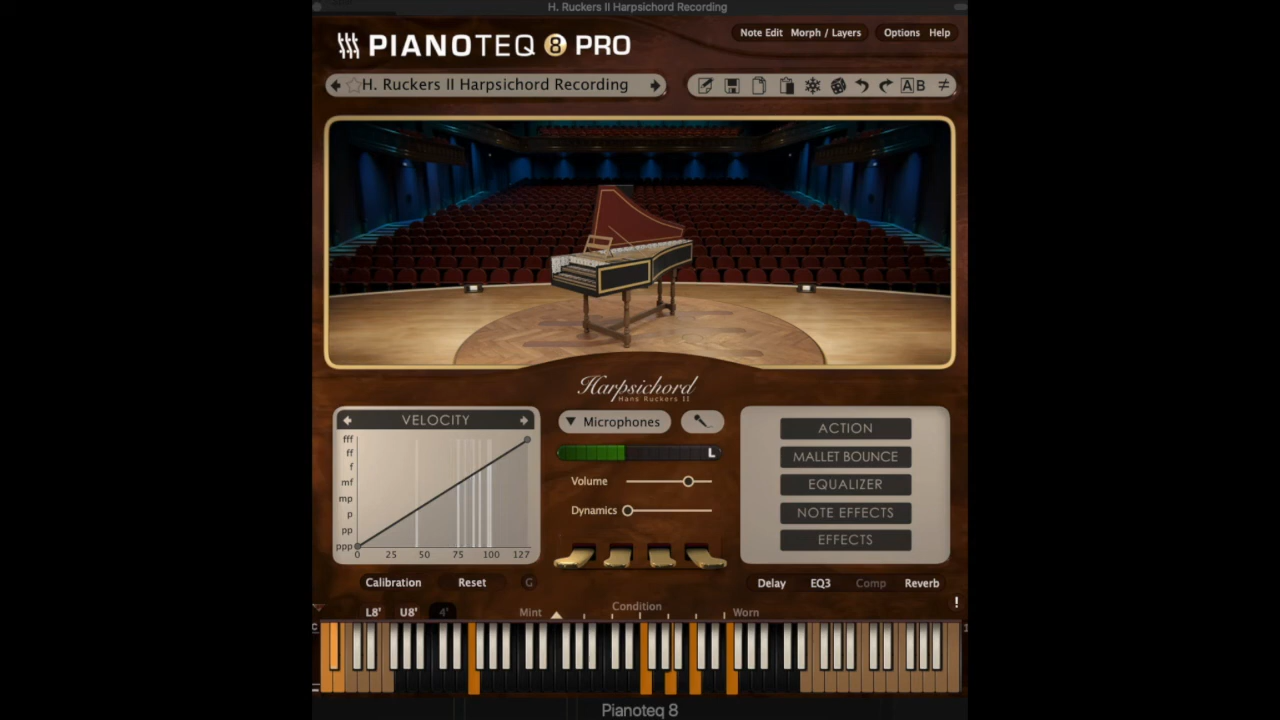 H. Ruckers II Harpsichord Recording
PIANOTEQ 8 PRO
Note Edit Morph / Layers Options Help
H. Ruckers II Harpsichord Recording
A B ≠
Harpsichord
Hans Ruckers II
VELOCITY
fff
ff
f
mf
mp
p
pp
ppp
0 25 50 75 100 127
Calibration Reset G
Microphones
L
Volume
Dynamics
ACTION
MALLET BOUNCE
EQUALIZER
NOTE EFFECTS
EFFECTS
Delay EQ3 Comp Reverb
!
L8' U8' 4' Mint Condition Worn
Pianoteq 8